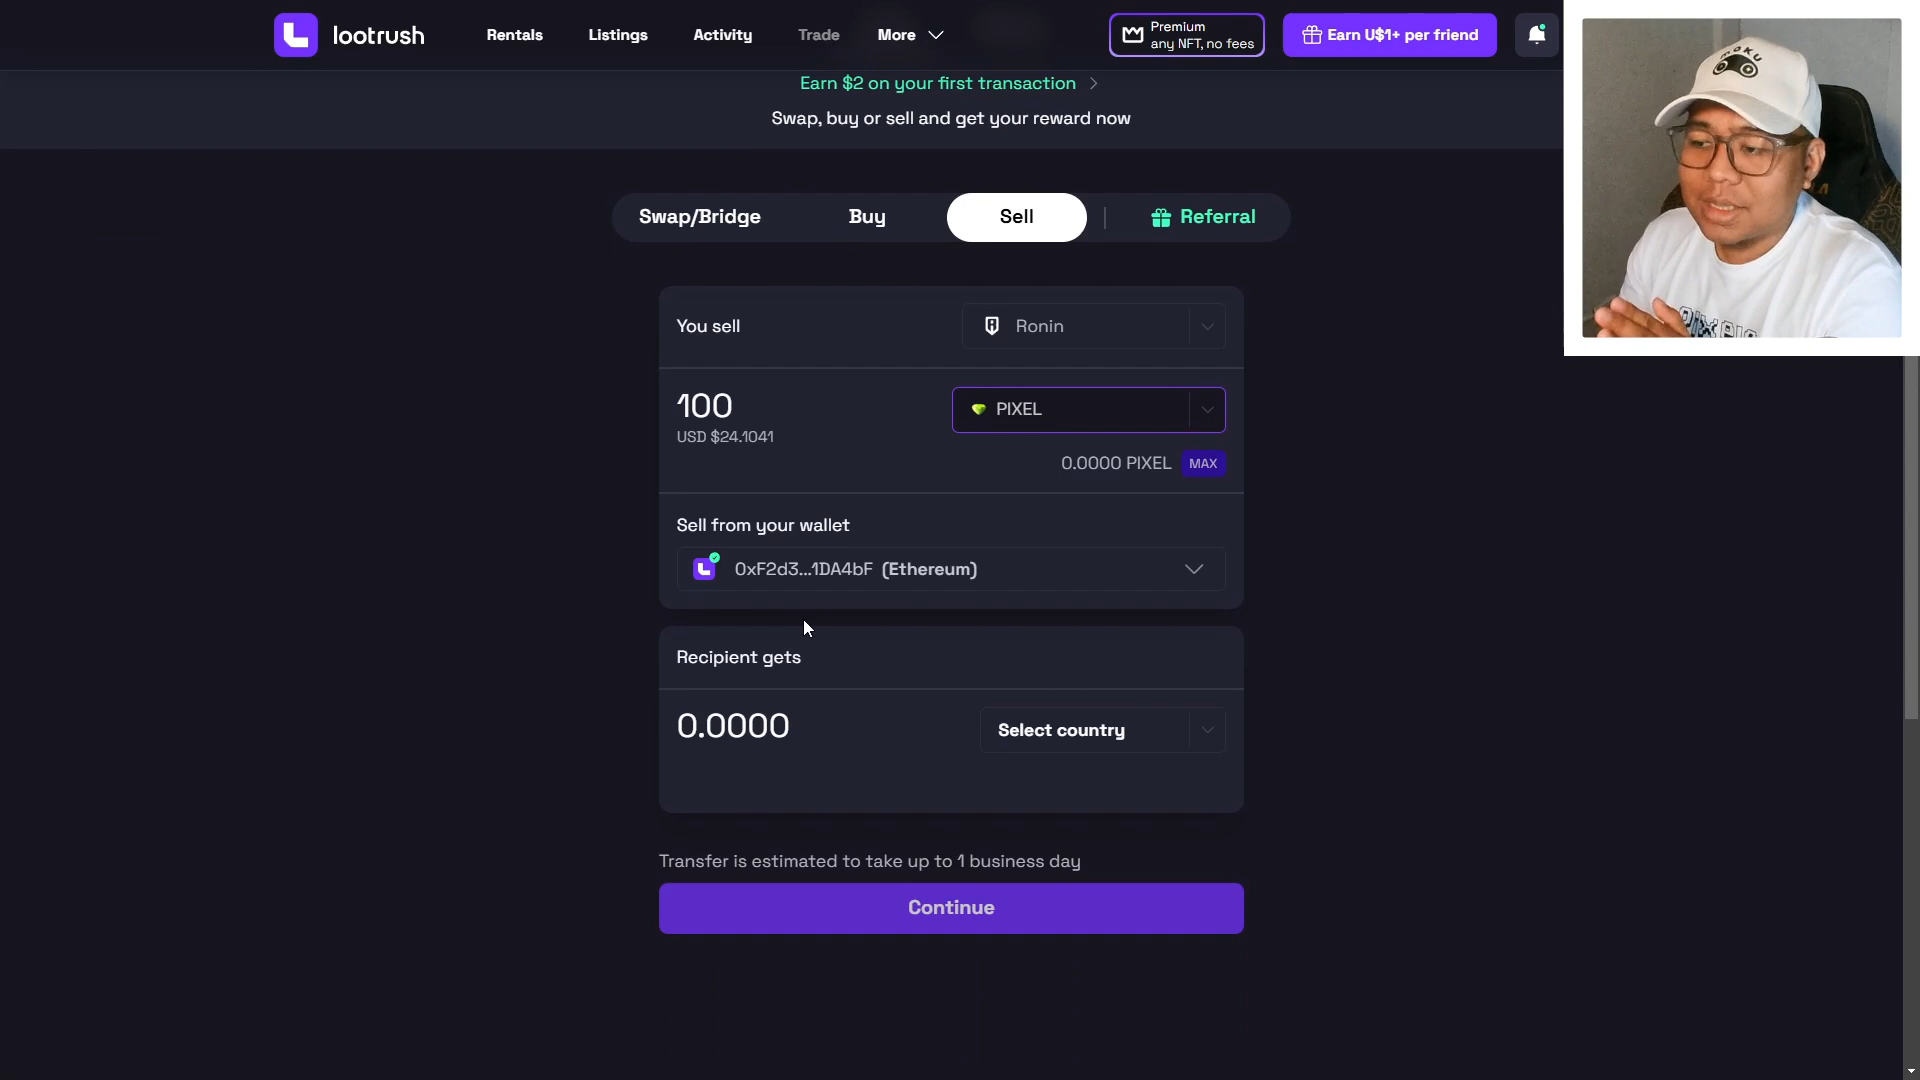 lootrush
Rentals
Listings
Activity
Trade
More
Premium
any NFT, no fees
Earn U$1+ per friend
Earn $2 on your first transaction
Swap, buy or sell and get your reward now
Swap/Bridge
Buy
Sell
Referral
You sell
Ronin
100
PIXEL
USD $24.1041
0.0000 PIXEL
MAX
Sell from your wallet
0xF2d3...1DA4bF (Ethereum)
Recipient gets
0.0000
Select country
Transfer is estimated to take up to 1 business day
Continue